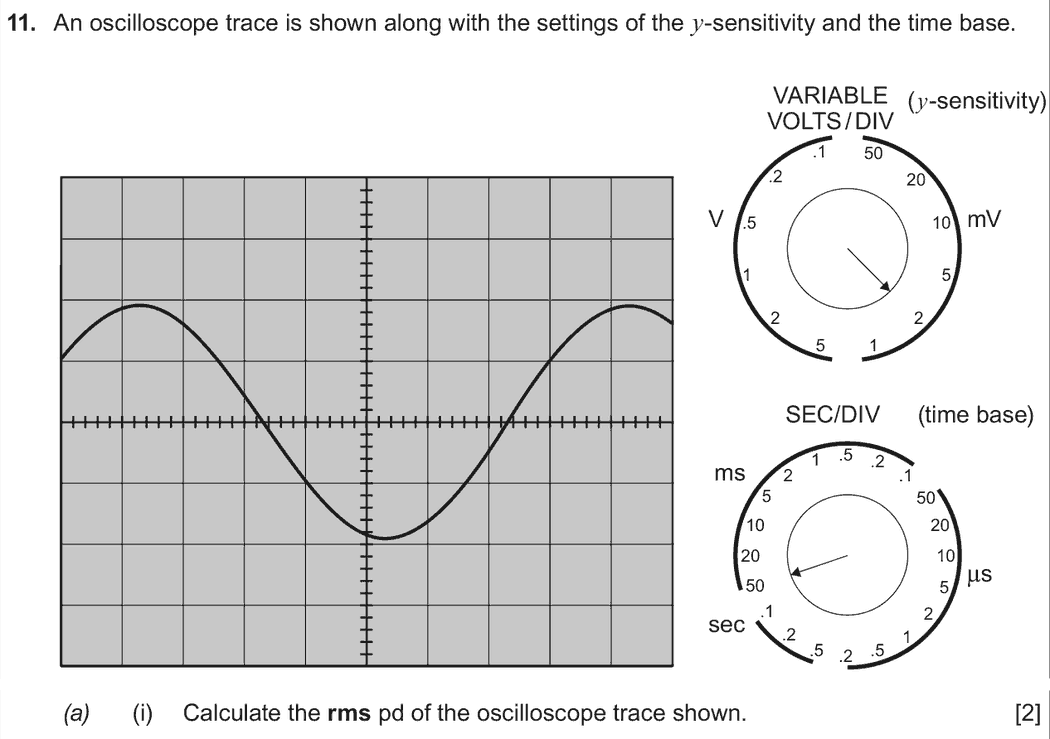 11. An oscilloscope trace is shown along with the settings of the y-sensitivity and the time base.
VARIABLE (y-sensitivity)
VOLTS / DIV
.1 50
.2 20
V .5 10 mV
1 5
2 2
5 1
SEC/DIV (time base)
ms 2 1 .5 .2 .1
5 50
10 20
20 10
50 5 µs
sec .1 2
.2 1
.5 .2 .5
(a) (i) Calculate the rms pd of the oscilloscope trace shown. [2]